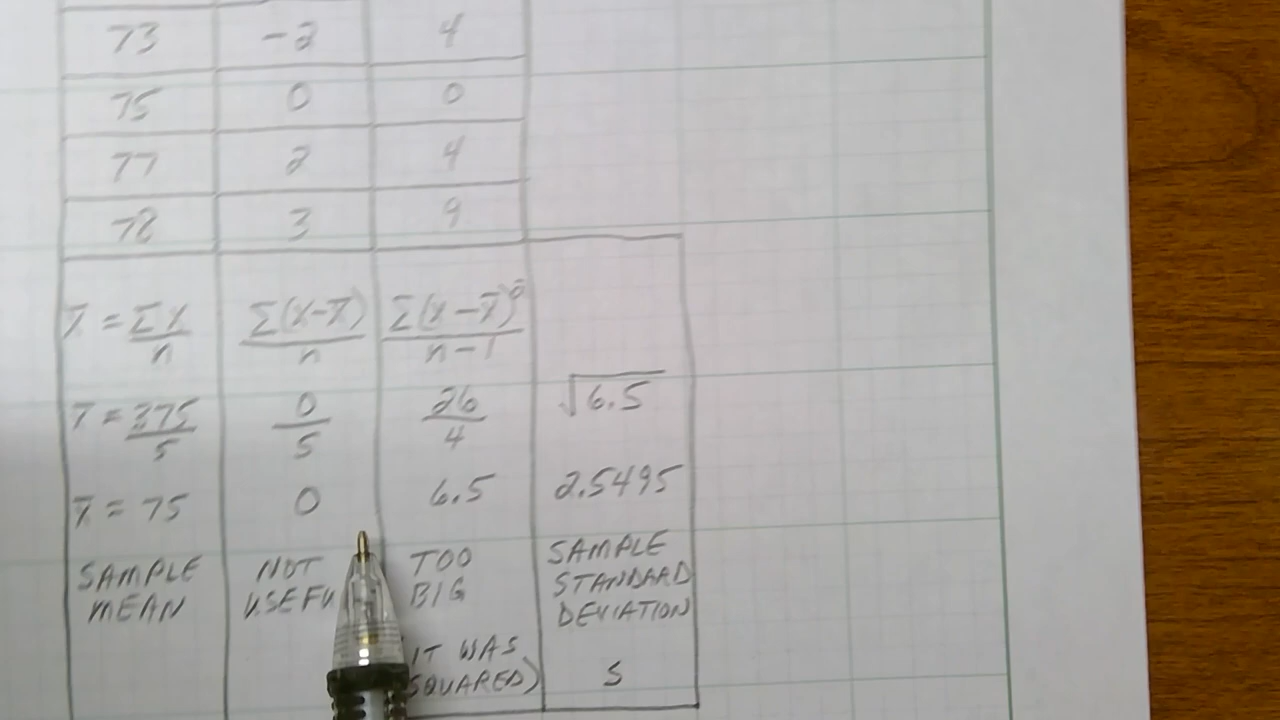 73 -2 4
75 0 0
77 2 4
78 3 9
x̄ = Σx/n Σ(x-x̄)/n Σ(x-x̄)²/n-1
x̄ = 375/5 0/5 26/4 √6.5
x̄ = 75 0 6.5 2.5495
SAMPLE NOT TOO SAMPLE
MEAN BIG STANDARD
DEVIATION
IT WAS
SQUARED) S